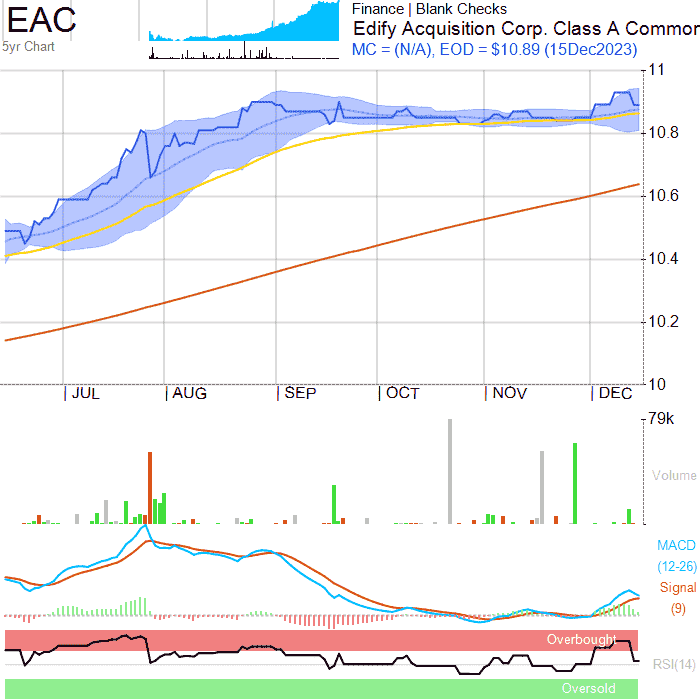 EAC
5yr Chart
Finance | Blank Checks
Edify Acquisition Corp. Class A Common
MC = (N/A), EOD = $10.89 (15Dec2023)
11
10.8
10.6
10.4
10.2
10
JUL AUG SEP OCT NOV DEC
79k
Volume
MACD
(12-26)
Signal
(9)
Overbought
RSI(14)
Oversold